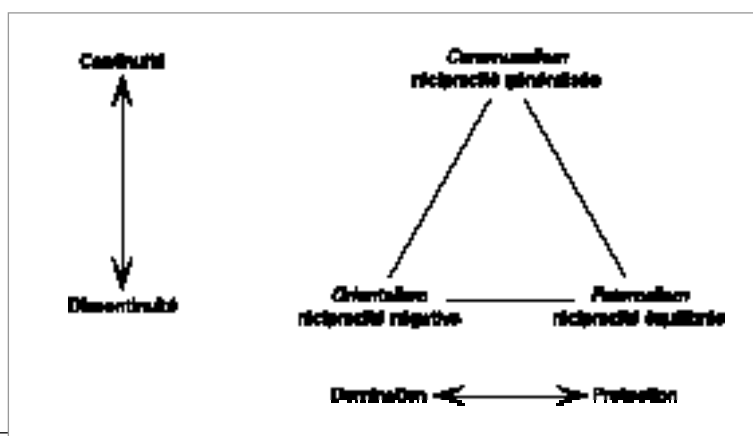 Continuité
Communalism
réciprocité généralisée
Discontinuité
Orientalism
réciprocité négative
Paternalism
réciprocité équilibrée
Domination
Protection